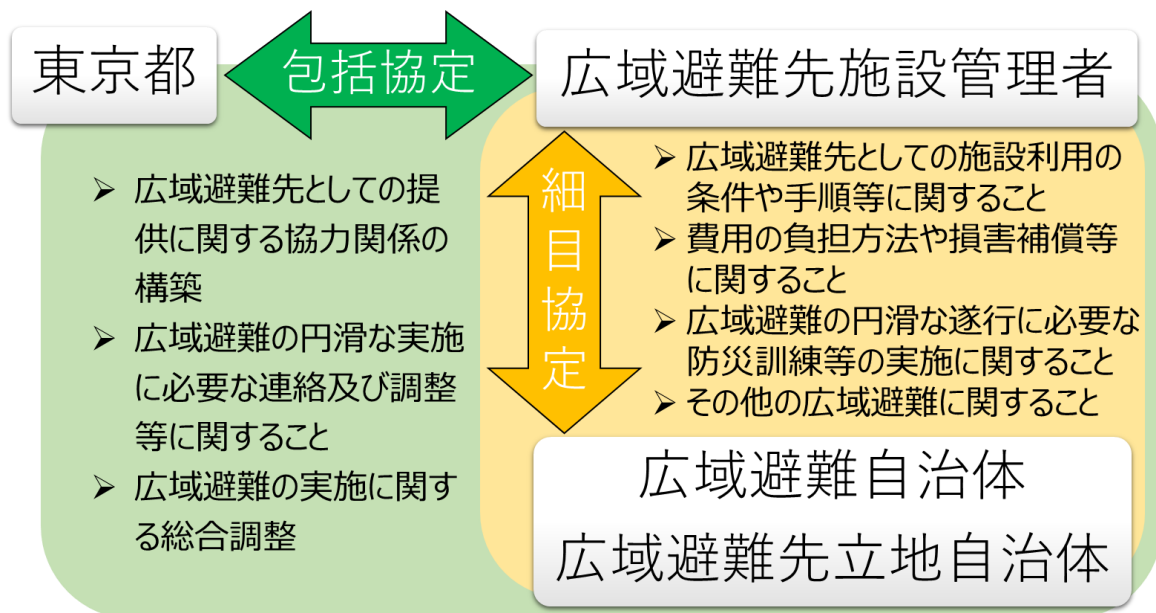 東京都
包括協定
広域避難先施設管理者
➢ 広域避難先としての提
供に関する協力関係の
構築
➢ 広域避難の円滑な実施
に必要な連絡及び調整
等に関すること
➢ 広域避難の実施に関す
る総合調整
細目協定
➢ 広域避難先としての施設利用の
条件や手順等に関すること
➢ 費用の負担方法や損害補償等
に関すること
➢ 広域避難の円滑な遂行に必要な
防災訓練等の実施に関すること
➢ その他の広域避難に関すること
広域避難自治体
広域避難先立地自治体